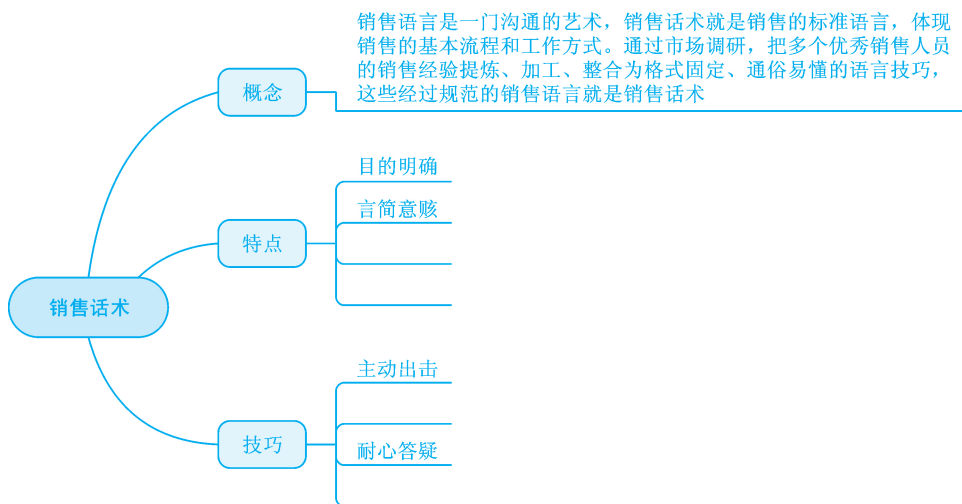 销售语言是一门沟通的艺术，销售话术就是销售的标准语言，体现
销售的基本流程和工作方式。通过市场调研，把多个优秀销售人员
的销售经验提炼、加工、整合为格式固定、通俗易懂的语言技巧，
这些经过规范的销售语言就是销售话术
概念
目的明确
言简意赅
特点
销售话术
主动出击
技巧
耐心答疑